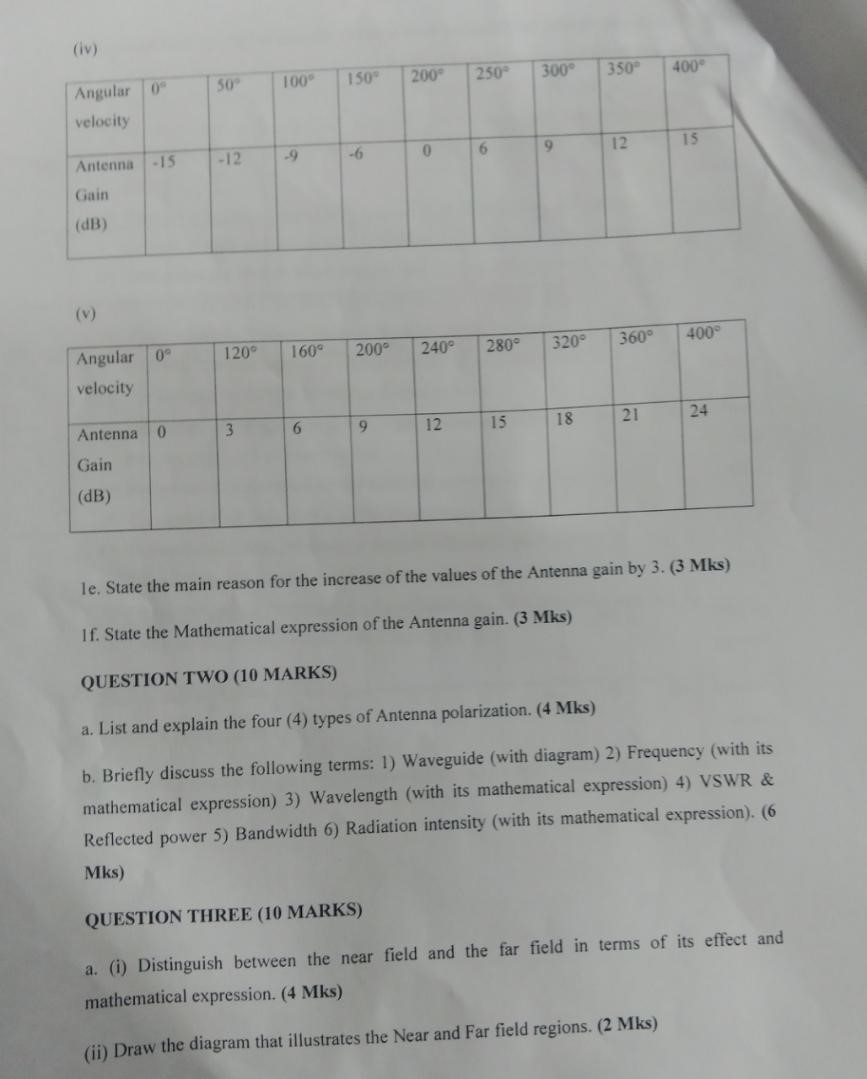 (iv)
Angular velocity 0° 50° 100° 150° 200° 250° 300° 350° 400°
Antenna Gain (dB) -15 -12 -9 -6 0 6 9 12 15
(v)
Angular velocity 0° 120° 160° 200° 240° 280° 320° 360° 400°
Antenna Gain (dB) 0 3 6 9 12 15 18 21 24
1e. State the main reason for the increase of the values of the Antenna gain by 3. (3 Mks)
1f. State the Mathematical expression of the Antenna gain. (3 Mks)
QUESTION TWO (10 MARKS)
a. List and explain the four (4) types of Antenna polarization. (4 Mks)
b. Briefly discuss the following terms: 1) Waveguide (with diagram) 2) Frequency (with its
mathematical expression) 3) Wavelength (with its mathematical expression) 4) VSWR &
Reflected power 5) Bandwidth 6) Radiation intensity (with its mathematical expression). (6
Mks)
QUESTION THREE (10 MARKS)
a. (i) Distinguish between the near field and the far field in terms of its effect and
mathematical expression. (4 Mks)
(ii) Draw the diagram that illustrates the Near and Far field regions. (2 Mks)